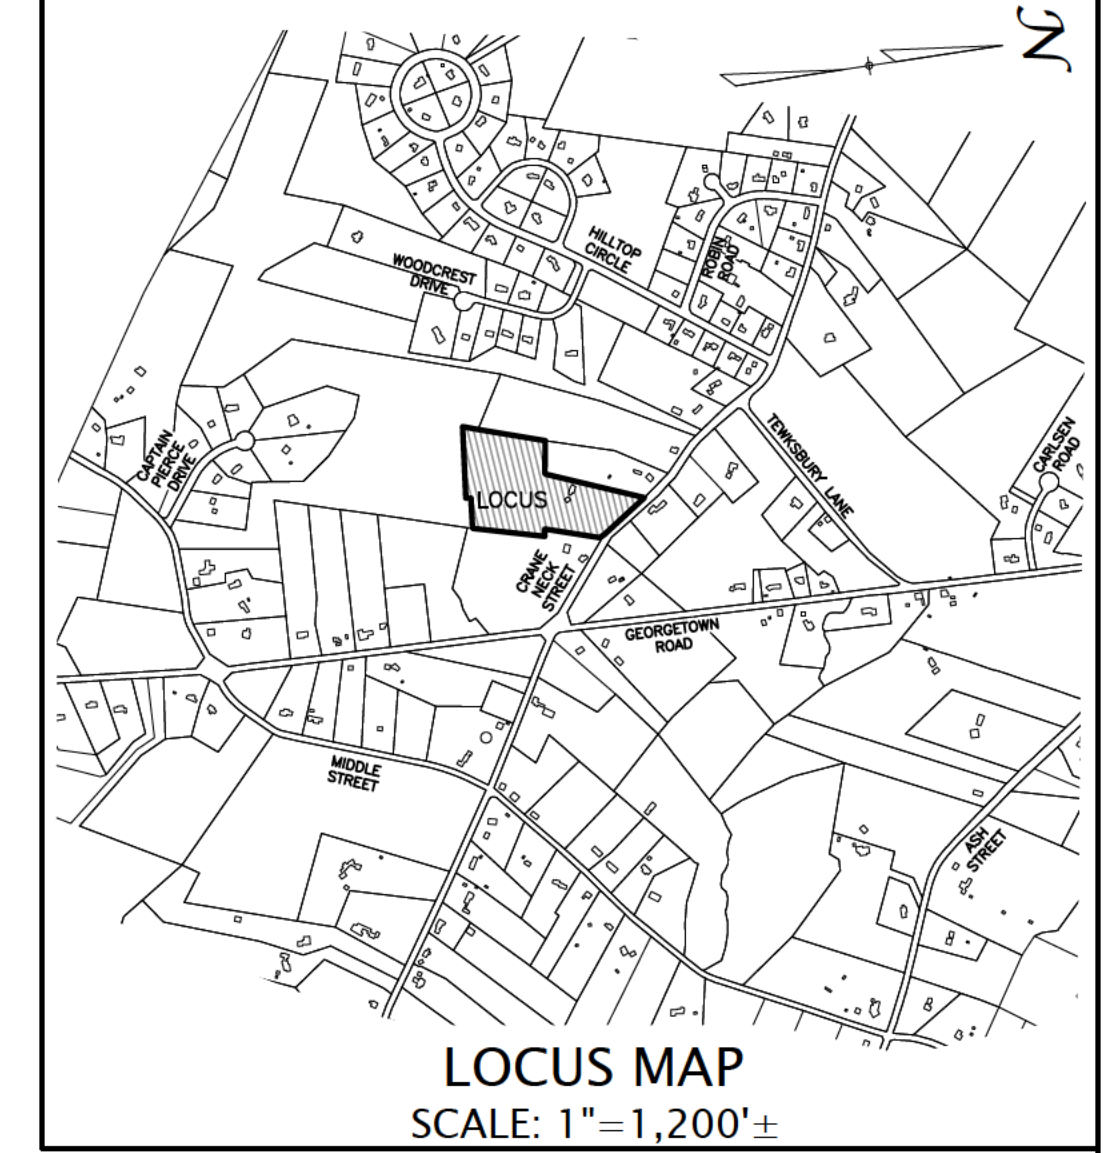 N
HILLTOP
CIRCLE
ROBIN
ROAD
WOODCREST
DRIVE
TEWKSBURY LANE
CARLSEN
ROAD
CAPTAIN
PIERCE
DRIVE
LOCUS
CRANE
NECK
STREET
GEORGETOWN
ROAD
MIDDLE
STREET
ASH
STREET
LOCUS MAP
SCALE: 1"=1,200'±